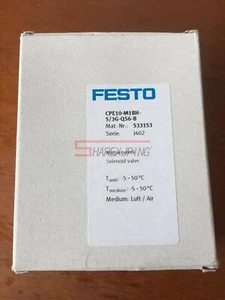 FESTO
CPE10-M1BH-
5/3G-QS6-B
Mat. Nr.: 533153
Serie: J402
SHAREXJPING
Solenoid valve
Tamb: -5 - 50°C
Tmedium: -5 - 50°C
Medium: Luft / Air